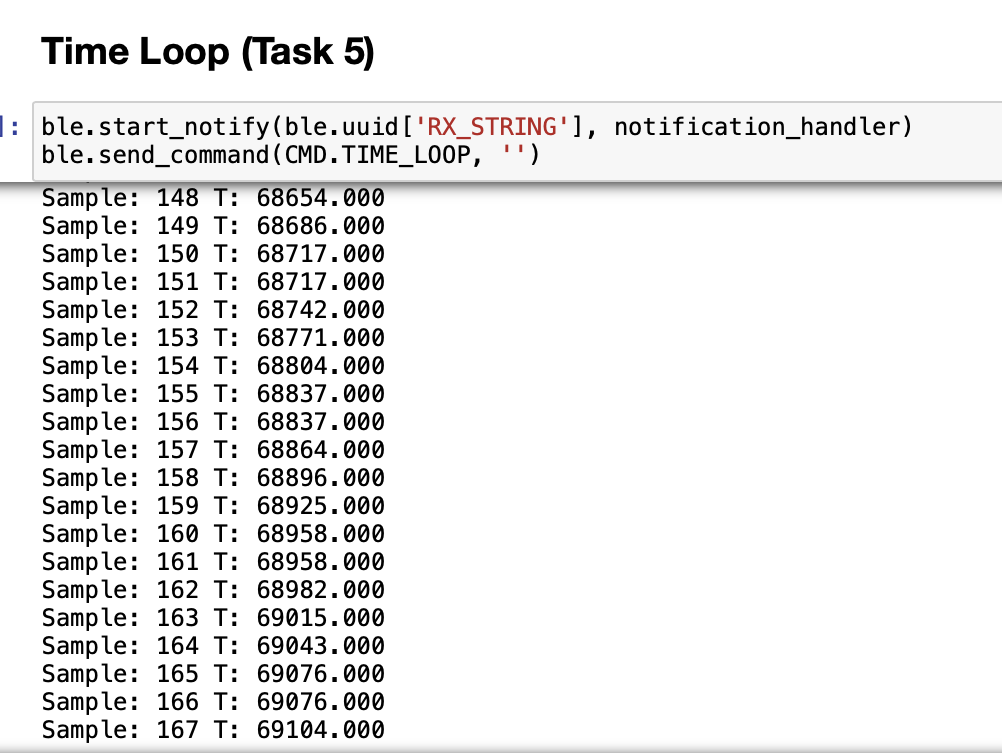 Time Loop (Task 5)
]:
ble.start_notify(ble.uuid['RX_STRING'], notification_handler)
ble.send_command(CMD.TIME_LOOP, '')
Sample: 148 T: 68654.000
Sample: 149 T: 68686.000
Sample: 150 T: 68717.000
Sample: 151 T: 68717.000
Sample: 152 T: 68742.000
Sample: 153 T: 68771.000
Sample: 154 T: 68804.000
Sample: 155 T: 68837.000
Sample: 156 T: 68837.000
Sample: 157 T: 68864.000
Sample: 158 T: 68896.000
Sample: 159 T: 68925.000
Sample: 160 T: 68958.000
Sample: 161 T: 68958.000
Sample: 162 T: 68982.000
Sample: 163 T: 69015.000
Sample: 164 T: 69043.000
Sample: 165 T: 69076.000
Sample: 166 T: 69076.000
Sample: 167 T: 69104.000